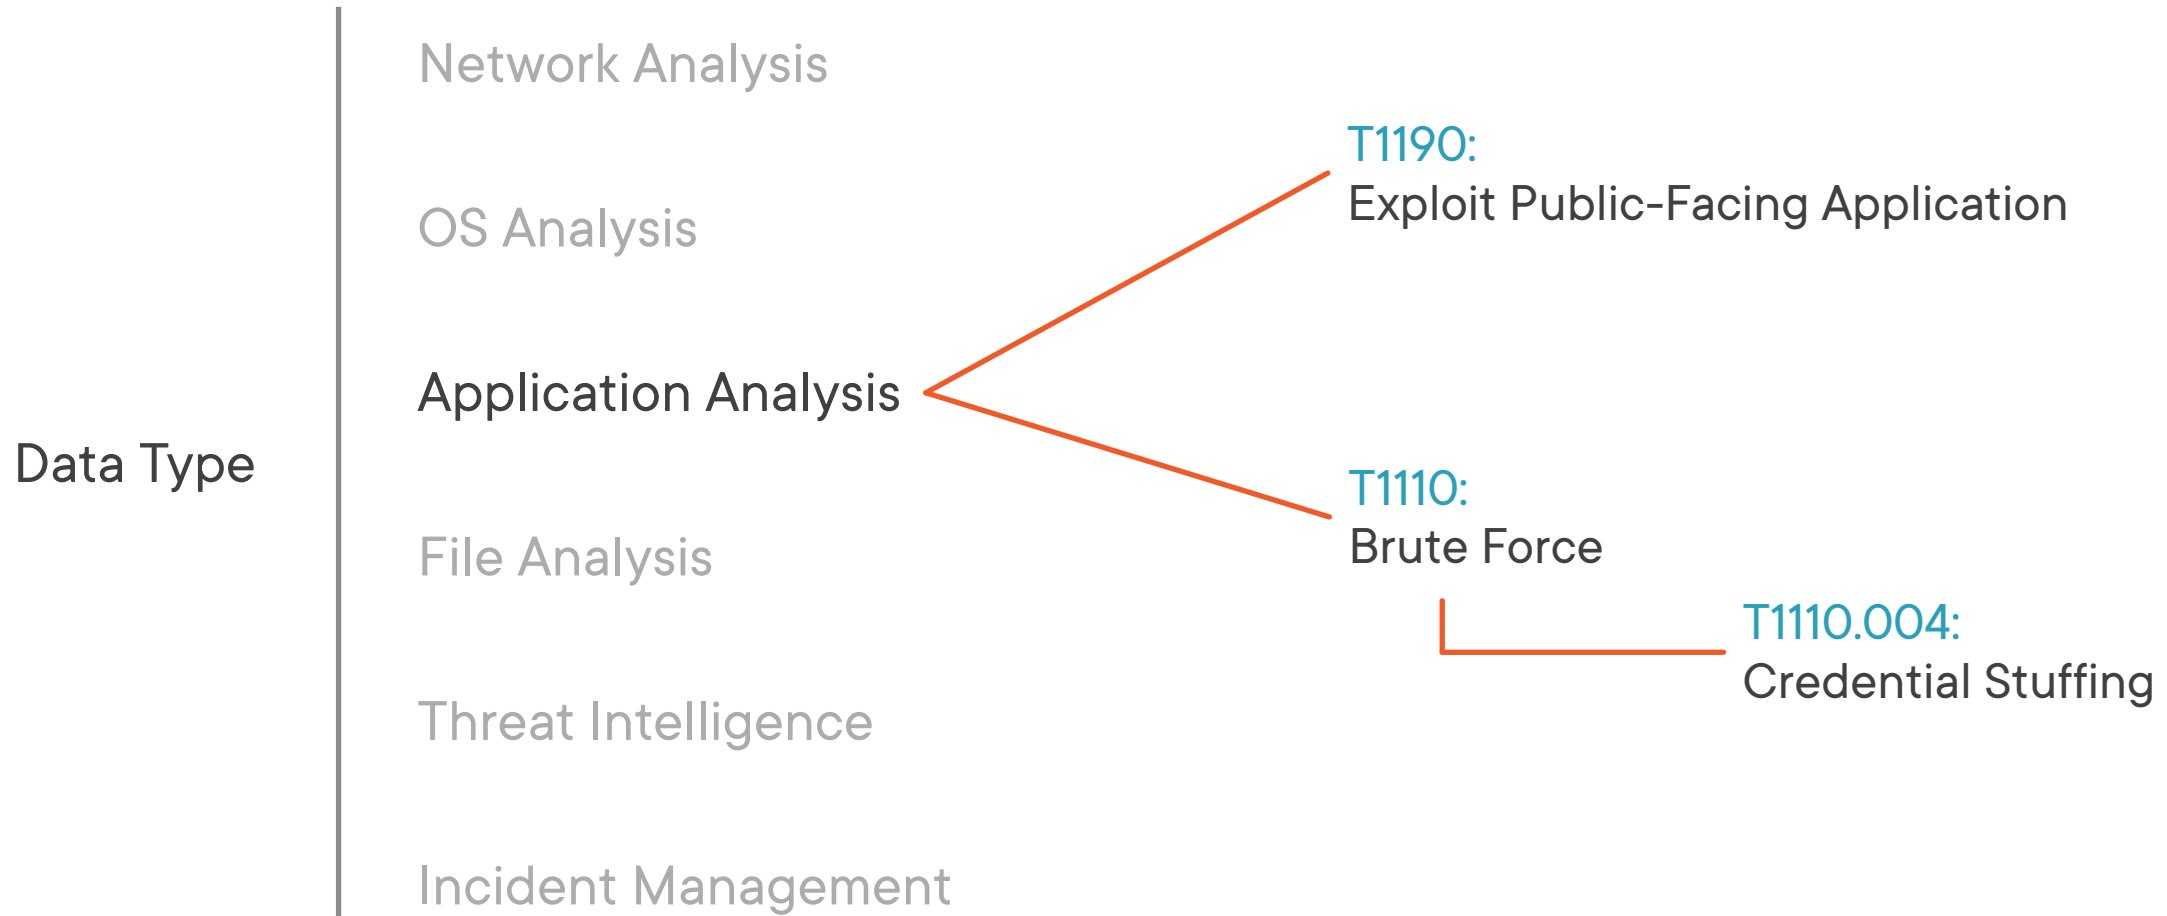 Data Type
Network Analysis
OS Analysis
Application Analysis
File Analysis
Threat Intelligence
Incident Management
T1190:
Exploit Public-Facing Application
T1110:
Brute Force
T1110.004:
Credential Stuffing